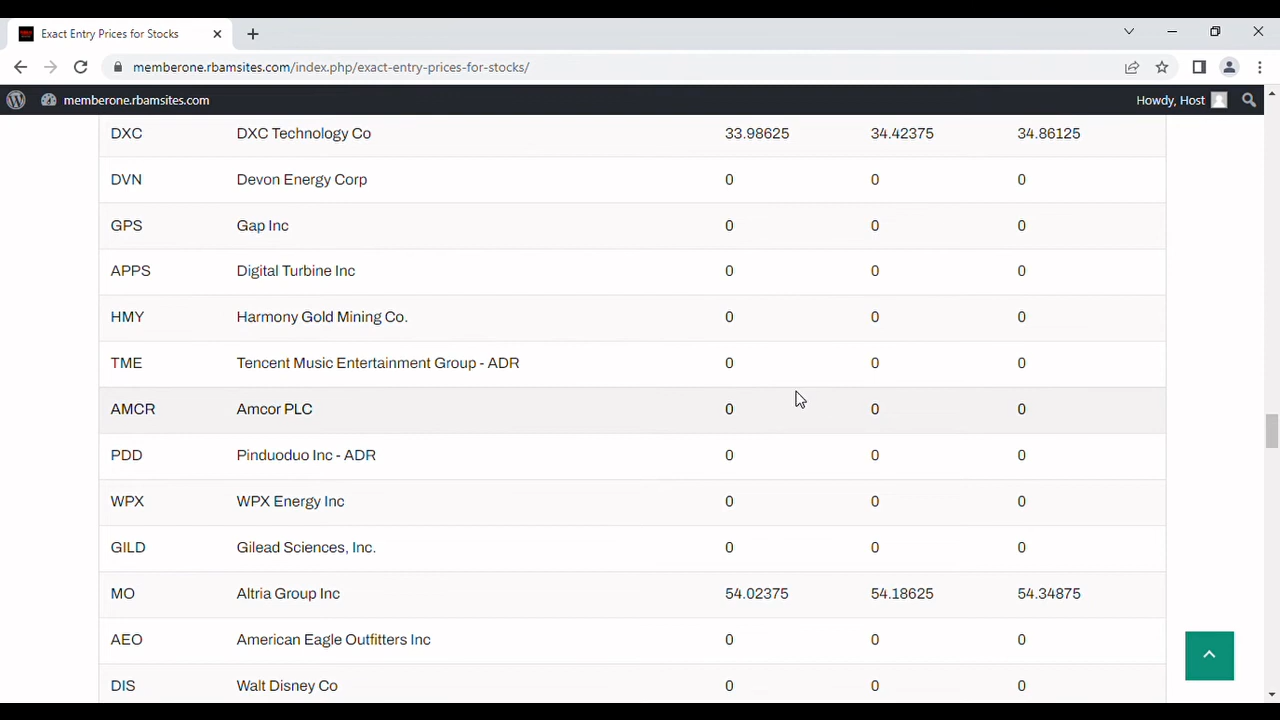 Exact Entry Prices for Stocks
memberone.rbamsites.com/index.php/exact-entry-prices-for-stocks/
memberone.rbamsites.com Howdy, Host
DXC DXC Technology Co 33.98625 34.42375 34.86125
DVN Devon Energy Corp 0 0 0
GPS Gap Inc 0 0 0
APPS Digital Turbine Inc 0 0 0
HMY Harmony Gold Mining Co. 0 0 0
TME Tencent Music Entertainment Group - ADR 0 0 0
AMCR Amcor PLC 0 0 0
PDD Pinduoduo Inc - ADR 0 0 0
WPX WPX Energy Inc 0 0 0
GILD Gilead Sciences, Inc. 0 0 0
MO Altria Group Inc 54.02375 54.18625 54.34875
AEO American Eagle Outfitters Inc 0 0 0
DIS Walt Disney Co 0 0 0